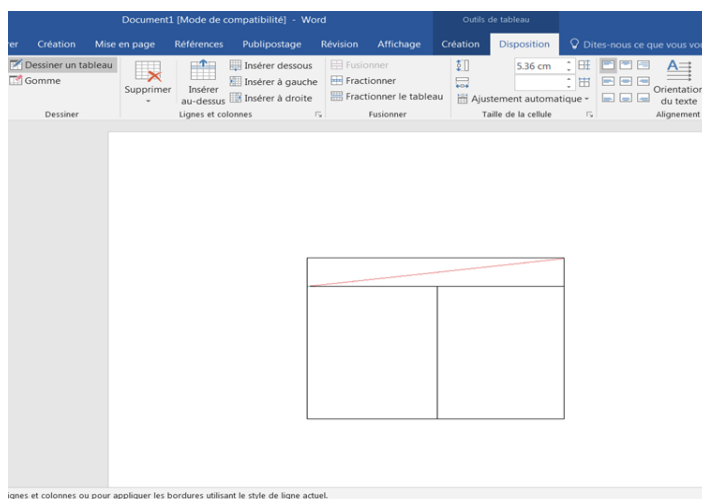 Document1 [Mode de compatibilité] - Word
Outils de tableau
Création Mise en page Références Publipostage Révision Affichage Création Disposition Dites-nous ce que vous
Dessiner un tableau
Gomme
Dessiner
Supprimer
Insérer au-dessus
Insérer dessous
Insérer à gauche
Insérer à droite
Lignes et colonnes
Fusionner
Fractionner
Fractionner le tableau
Fusionner
5.36 cm
Ajustement automatique
Taille de la cellule
Orientation
du texte
Alignement
et colonnes ou pour appliquer les bordures utilisant le style de ligne actuel.